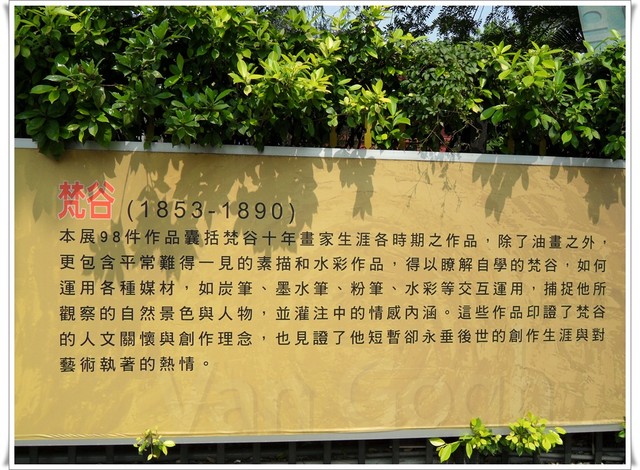 梵谷 (1853-1890)
本展98件作品囊括梵谷十年畫家生涯各時期之作品，除了油畫之外，
更包含平常難得一見的素描和水彩作品，得以瞭解自學的梵谷，如何
運用各種媒材，如炭筆、墨水筆、粉筆、水彩等交互運用，捕捉他所
觀察的自然景色與人物，並灌注中的情感內涵。這些作品印證了梵谷
的人文關懷與創作理念，也見證了他短暫卻永垂後世的創作生涯與對
藝術執著的熱情。
Van Gogh